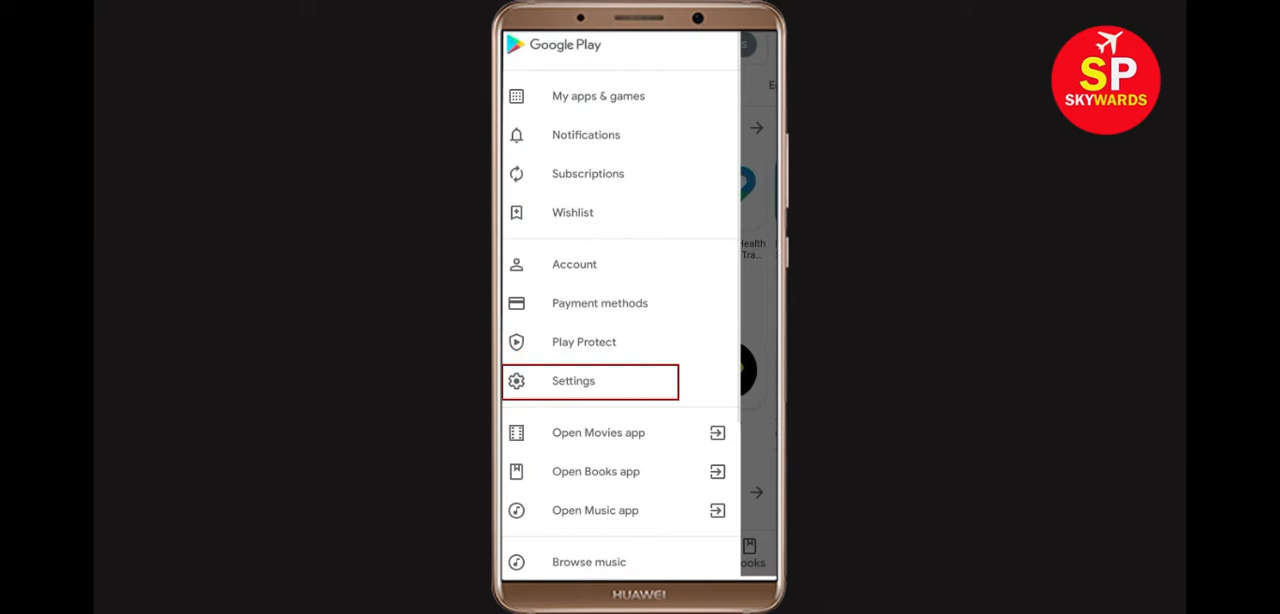 Google Play
My apps & games
Notifications
Subscriptions
Wishlist
Account
Payment methods
Play Protect
Settings
Open Movies app
Open Books app
Open Music app
Browse music
Tra...
HUAWEI
SP
SKYWARDS